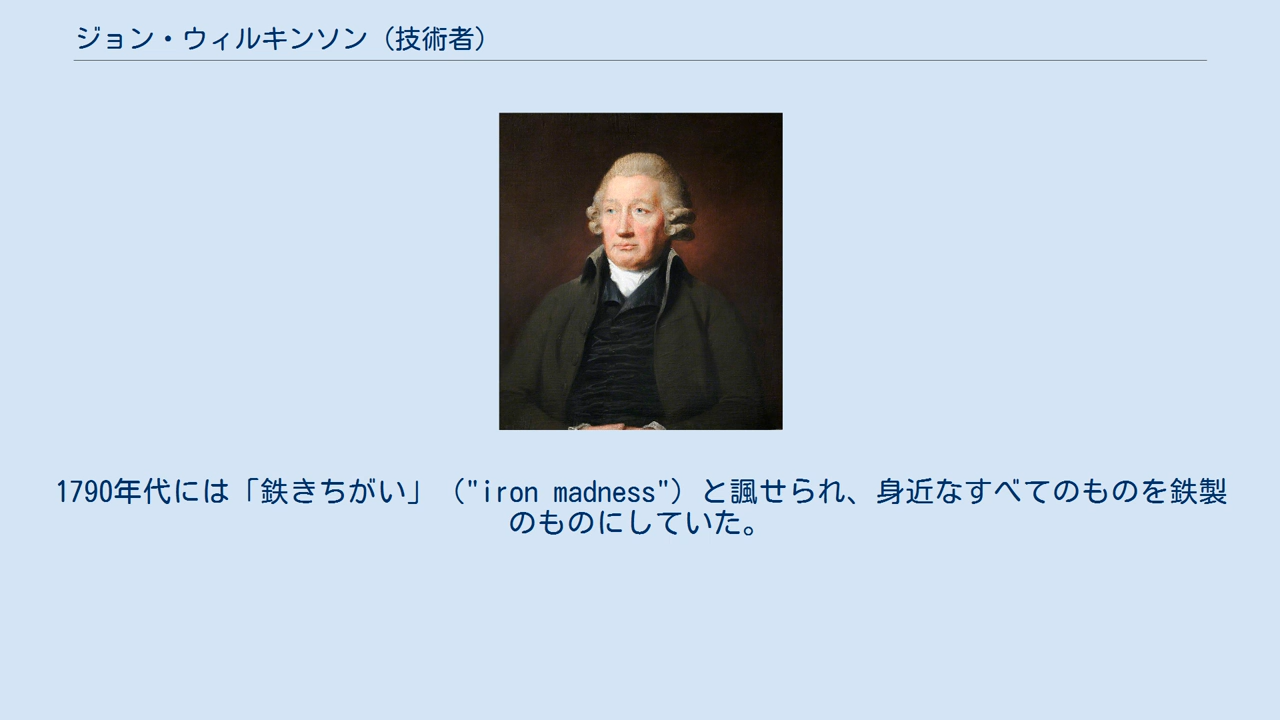 ジョン・ウィルキンソン（技術者）
1790年代には「鉄きちがい」（"iron madness"）と諷せられ、身近なすべてのものを鉄製
のものにしていた。